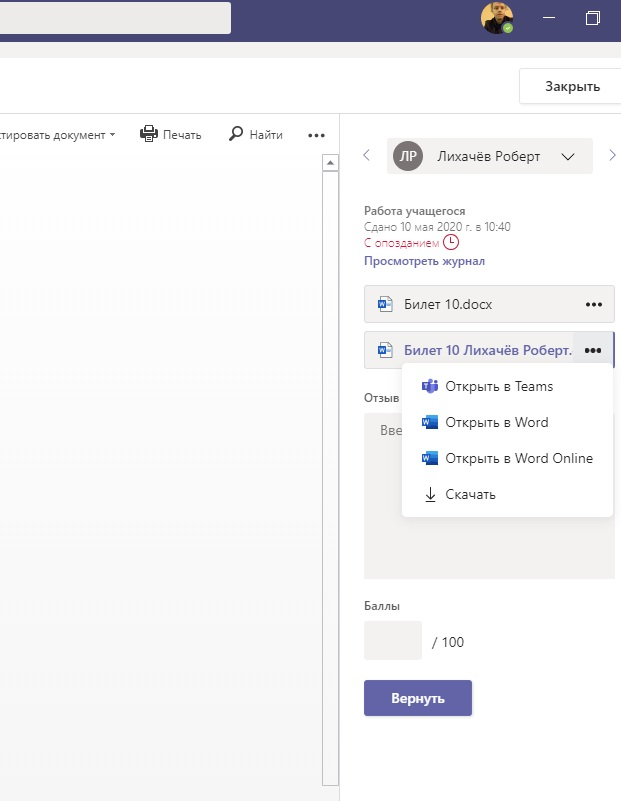 Закрыть
тировать документ
Печать
Найти
ЛР Лихачёв Роберт
Работа учащегося
Сдано 10 мая 2020 г. в 10:40
С опозданием
Просмотреть журнал
Билет 10.docx
Билет 10 Лихачёв Роберт.
Открыть в Teams
Отзыв
Открыть в Word
Вве
Открыть в Word Online
Скачать
Баллы
/ 100
Вернуть